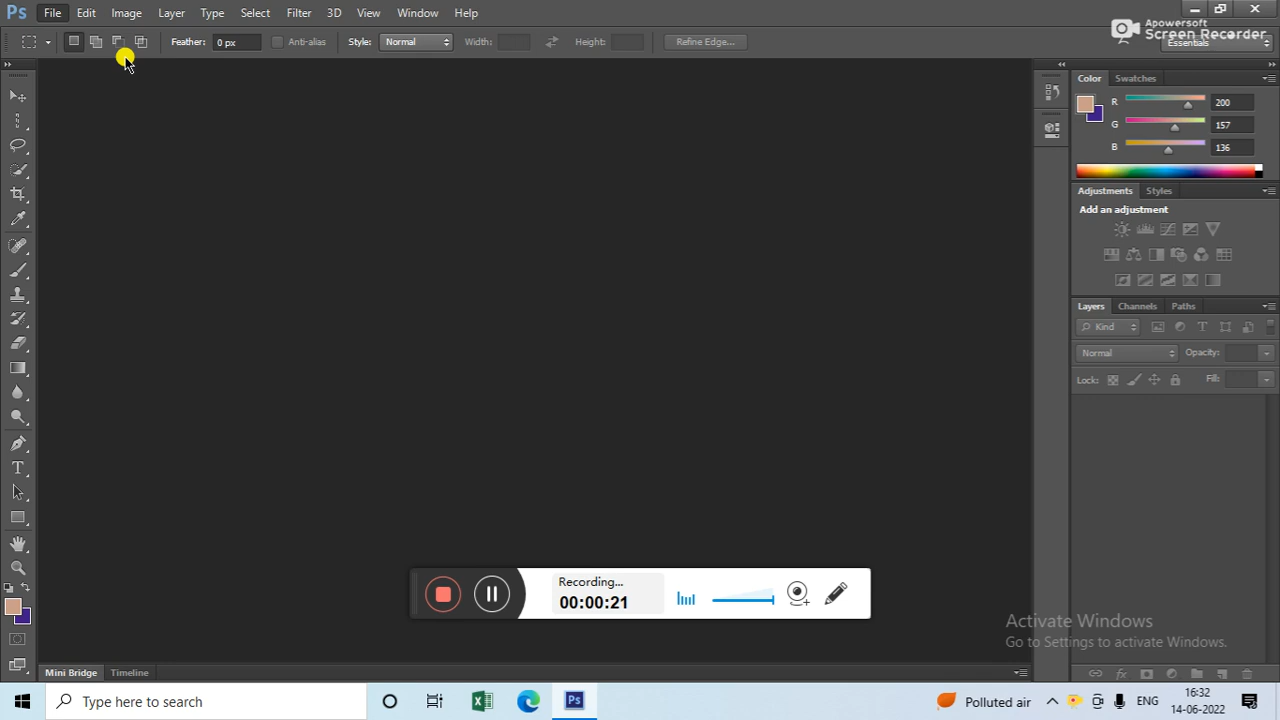 Ps File Edit Image Layer Type Select Filter 3D View Window Help
Apowersoft
Screen Recorder
Feather: 0 px Anti-alias Style: Normal Width: Height: Refine Edge... Essentials
Color Swatches
R 200
G 157
B 136
Adjustments Styles
Add an adjustment
Layers Channels Paths
Kind
Normal Opacity:
Lock: Fill:
T
Recording...
00:00:21
Activate Windows
Go to Settings to activate Windows.
Mini Bridge Timeline
Type here to search
Ps
Polluted air ENG 16:32
14-06-2022